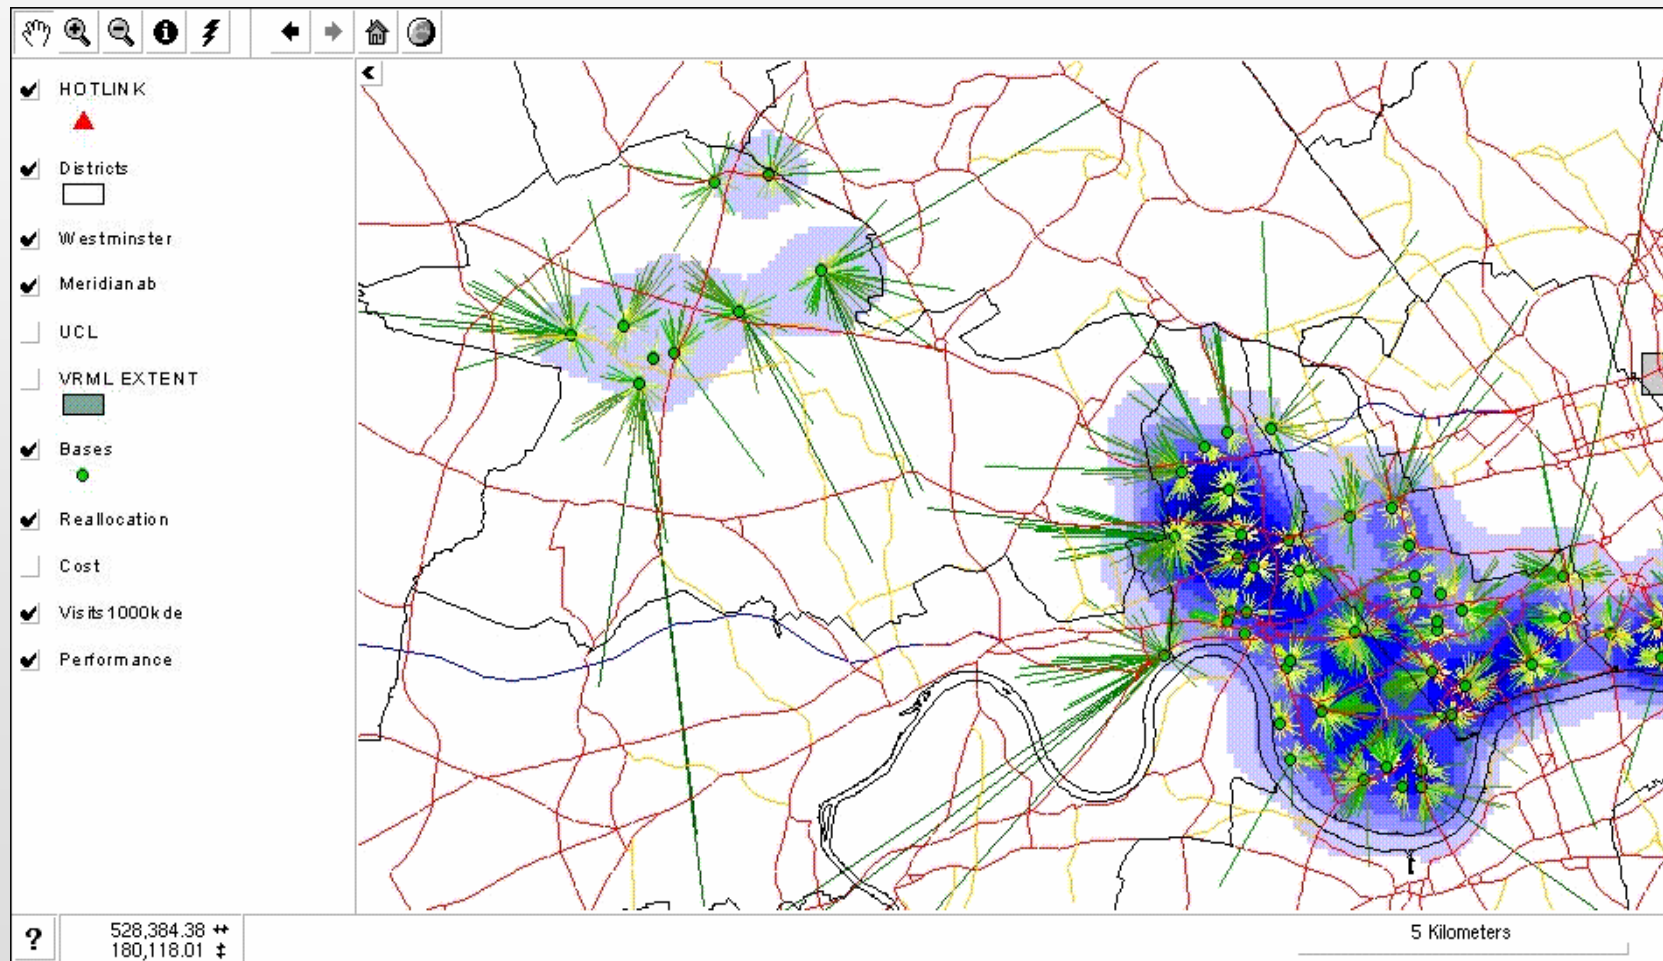 HOTLINK
Districts
Westminster
Meridianab
UCL
VRML EXTENT
Bases
Reallocation
Cost
Visits1000kde
Performance
?
528,384.38
180,118.01
5 Kilometers